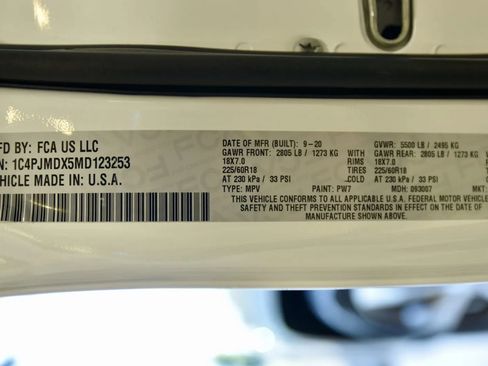 MFD BY: FCA US LLC
N: 1C4PJMDX5MD123253
VEHICLE MADE IN: U.S.A.
DATE OF MFR (BUILT): 9-20 GVWR: 5500 LB / 2495 KG
GAWR FRONT: 2805 LB / 1273 KG GAWR REAR: 2805 LB / 1273 KG
18X7.0 RIMS 18X7.0
225/60R18 TIRES 225/60R18
AT 230 kPa / 33 PSI COLD AT 230 kPa / 33 PSI
TYPE: MPV PAINT: PW7 MDH: 093007 MKT:
THIS VEHICLE CONFORMS TO ALL APPLICABLE U.S.A. FEDERAL MOTOR VEHICLE
SAFETY AND THEFT PREVENTION STANDARDS IN EFFECT ON THE DATE OF
MANUFACTURE SHOWN ABOVE.